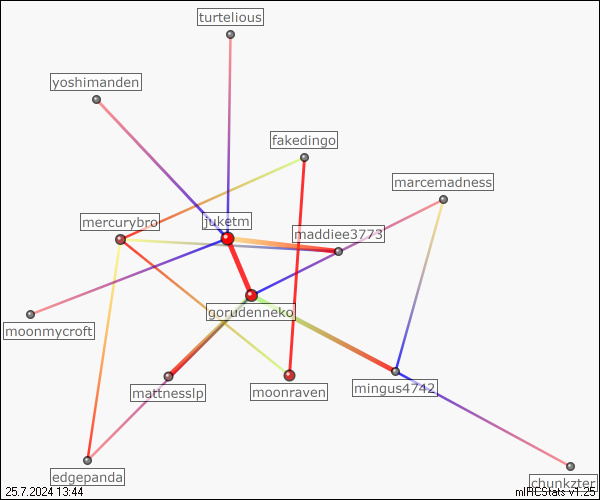 turtelious
yoshimanden
fakedingo
marcemadness
mercurybro
juketm
maddiee3773
gorudenneko
moonmycroft
mattnesslp
moonraven
mingus4742
edgepanda
chunkzter
25.7.2024 13:44
mIRCStats v1.25